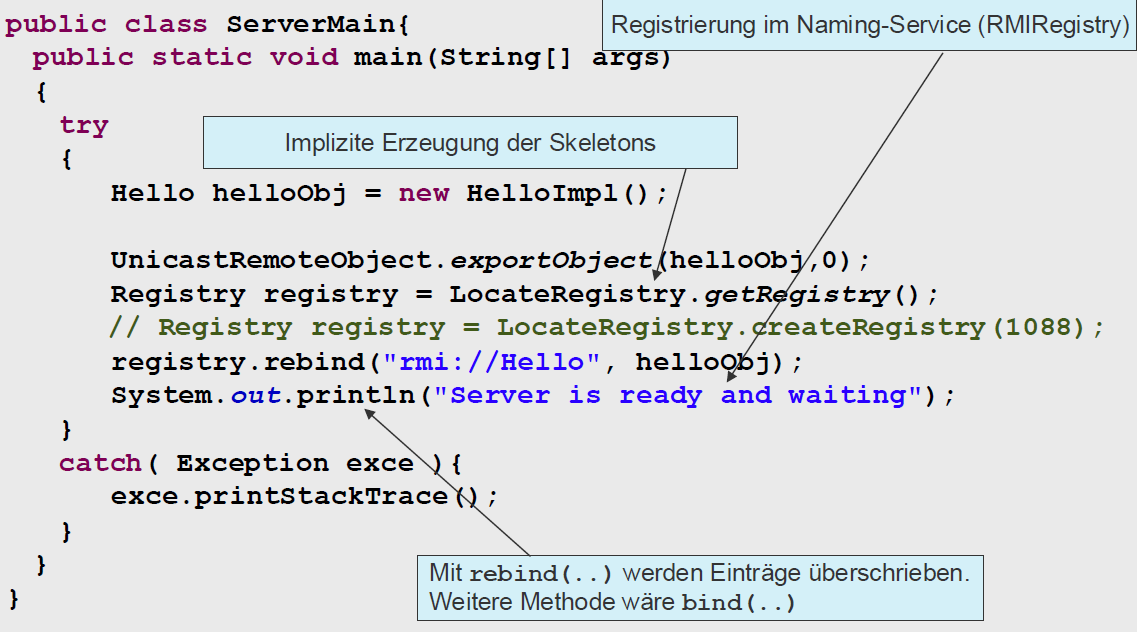 public class ServerMain{
Registrierung im Naming-Service (RMIRegistry)
public static void main(String[] args)
{
try
Implizite Erzeugung der Skeletons
{
Hello helloObj = new HelloImpl();
UnicastRemoteObject.exportObject(helloObj,0);
Registry registry = LocateRegistry.getRegistry();
// Registry registry = LocateRegistry.createRegistry(1088);
registry.rebind("rmi://Hello", helloObj);
System.out.println("Server is ready and waiting");
}
catch( Exception exce ){
exce.printStackTrace();
}
}
}
Mit rebind(..) werden Einträge überschrieben.
Weitere Methode wäre bind(..)